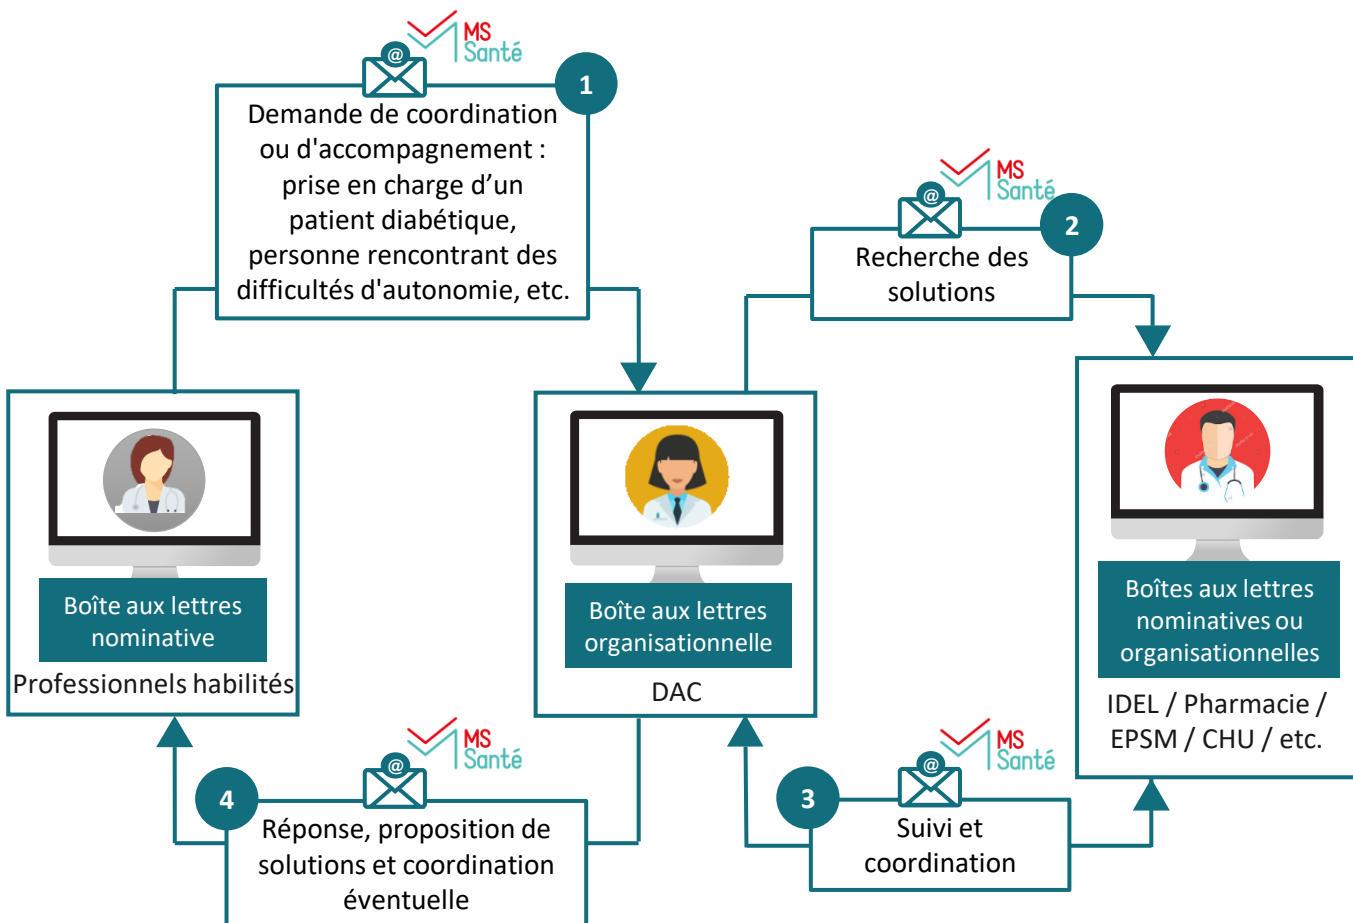 MS
Santé
@
1
Demande de coordination
ou d'accompagnement :
prise en charge d’un
patient diabétique,
personne rencontrant des
difficultés d'autonomie, etc.
MS
Santé
@
2
Recherche des
solutions
Boîte aux lettres
nominative
Professionnels habilités
Boîte aux lettres
organisationnelle
DAC
Boîtes aux lettres
nominatives ou
organisationnelles
IDEL / Pharmacie /
EPSM / CHU / etc.
MS
Santé
@
3
Suivi et
coordination
MS
Santé
@
4
Réponse, proposition de
solutions et coordination
éventuelle